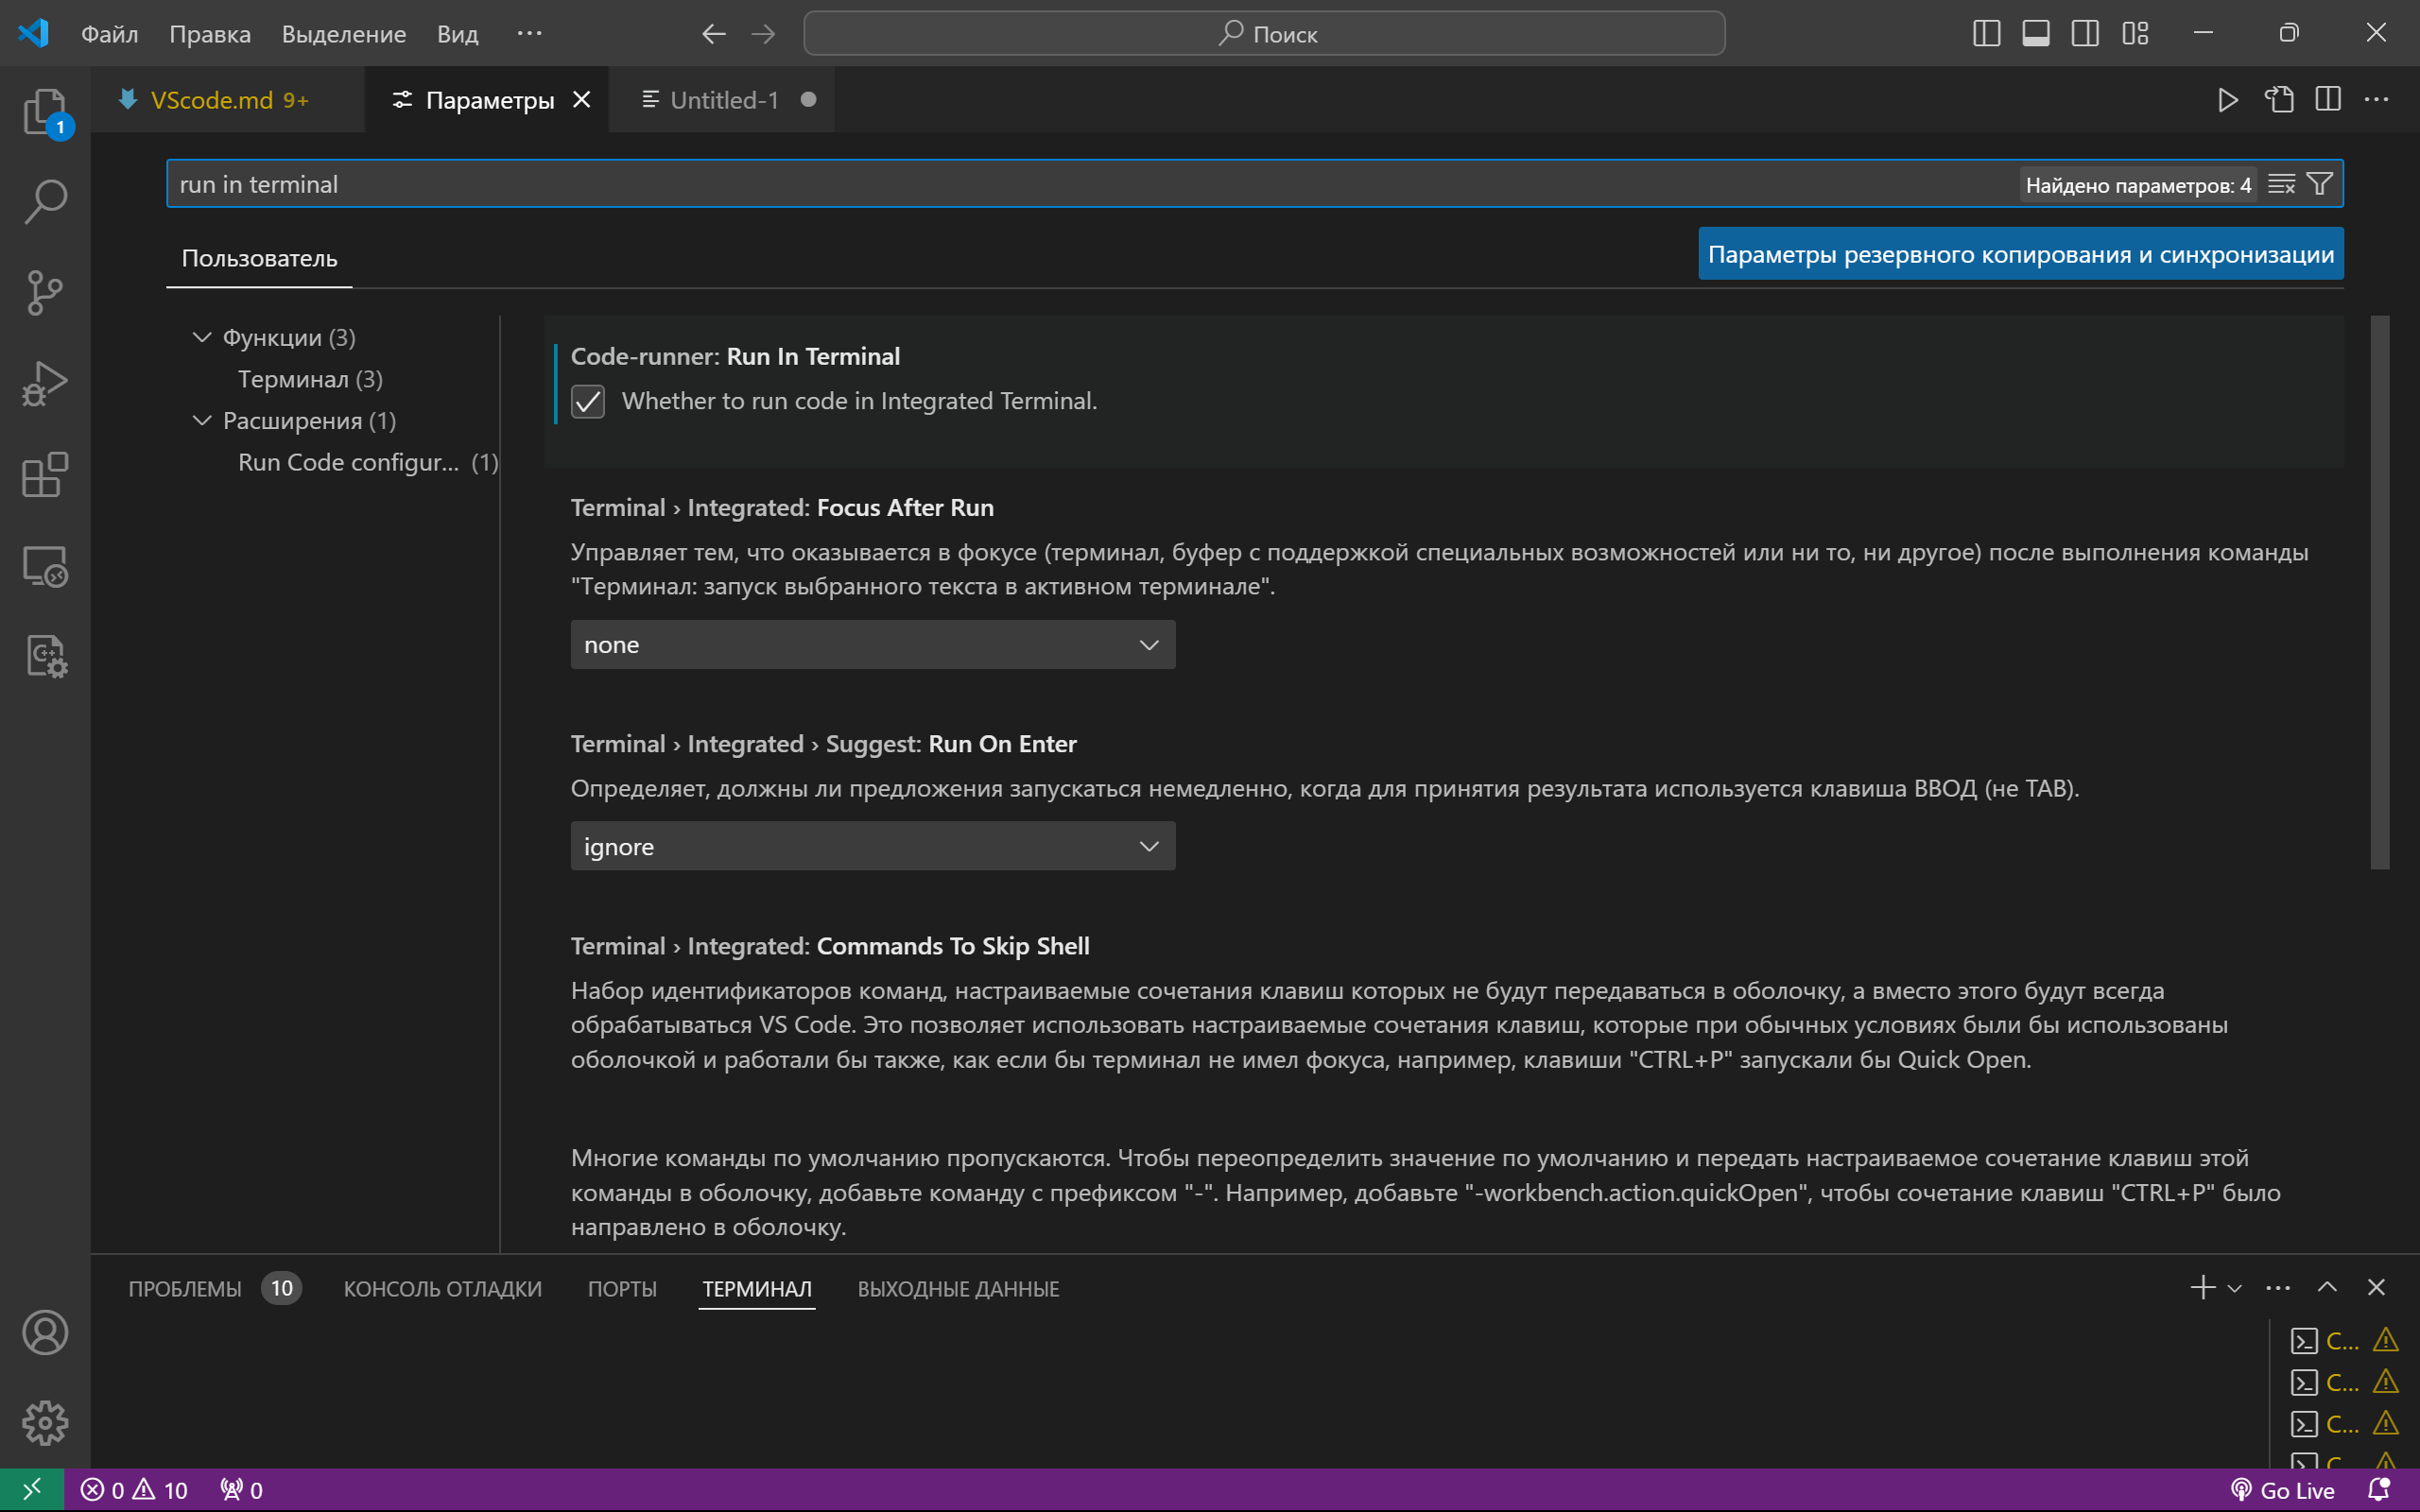 Файл Правка Выделение Вид ··· Поиск
VScode.md 9+ Параметры Untitled-1
1
run in terminal Найдено параметров: 4
Пользователь Параметры резервного копирования и синхронизации
Функции (3)
Терминал (3)
Расширения (1)
Run Code configur... (1)
Code-runner: Run In Terminal
Whether to run code in Integrated Terminal.
Terminal › Integrated: Focus After Run
Управляет тем, что оказывается в фокусе (терминал, буфер с поддержкой специальных возможностей или ни то, ни другое) после выполнения команды
"Терминал: запуск выбранного текста в активном терминале".
none
Terminal › Integrated › Suggest: Run On Enter
Определяет, должны ли предложения запускаться немедленно, когда для принятия результата используется клавиша ВВОД (не TAB).
ignore
Terminal › Integrated: Commands To Skip Shell
Набор идентификаторов команд, настраиваемые сочетания клавиш которых не будут передаваться в оболочку, а вместо этого будут всегда
обрабатываться VS Code. Это позволяет использовать настраиваемые сочетания клавиш, которые при обычных условиях были бы использованы
оболочкой и работали бы также, как если бы терминал не имел фокуса, например, клавиши "CTRL+P" запускали бы Quick Open.
Многие команды по умолчанию пропускаются. Чтобы переопределить значение по умолчанию и передать настраиваемое сочетание клавиш этой
команды в оболочку, добавьте команду с префиксом "-". Например, добавьте "-workbench.action.quickOpen", чтобы сочетание клавиш "CTRL+P" было
направлено в оболочку.
ПРОБЛЕМЫ 10 КОНСОЛЬ ОТЛАДКИ ПОРТЫ ТЕРМИНАЛ ВЫХОДНЫЕ ДАННЫЕ
C...
C...
C...
C...
0 10 0 Go Live